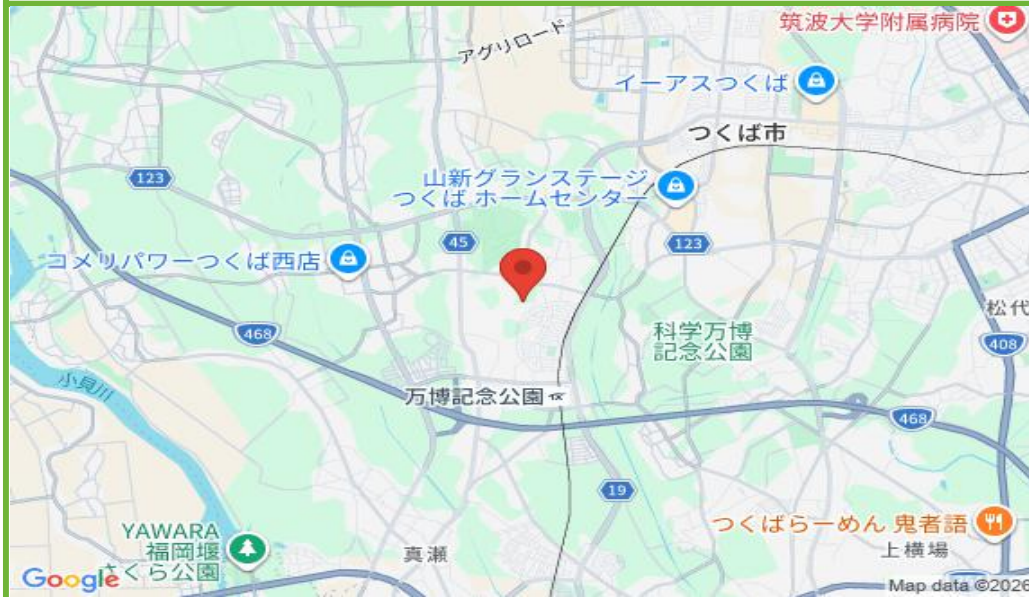 筑波大学附属病院
アグリロード
イーアスつくば
つくば市
123
山新グランステージ
つくば ホームセンター
45
123
コメリパワーつくば西店
松代
468
科学万博
記念公園
408
小貝川
万博記念公園
468
19
つくばらーめん 鬼者語
YAWARA
福岡堰
さくら公園
真瀬
上横場
Google
Map data ©2026